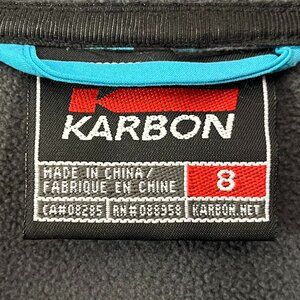 KARBON
MADE IN CHINA/
FABRIQUE EN CHINE
8
CA#08285 RN#088958 KARBON.NET